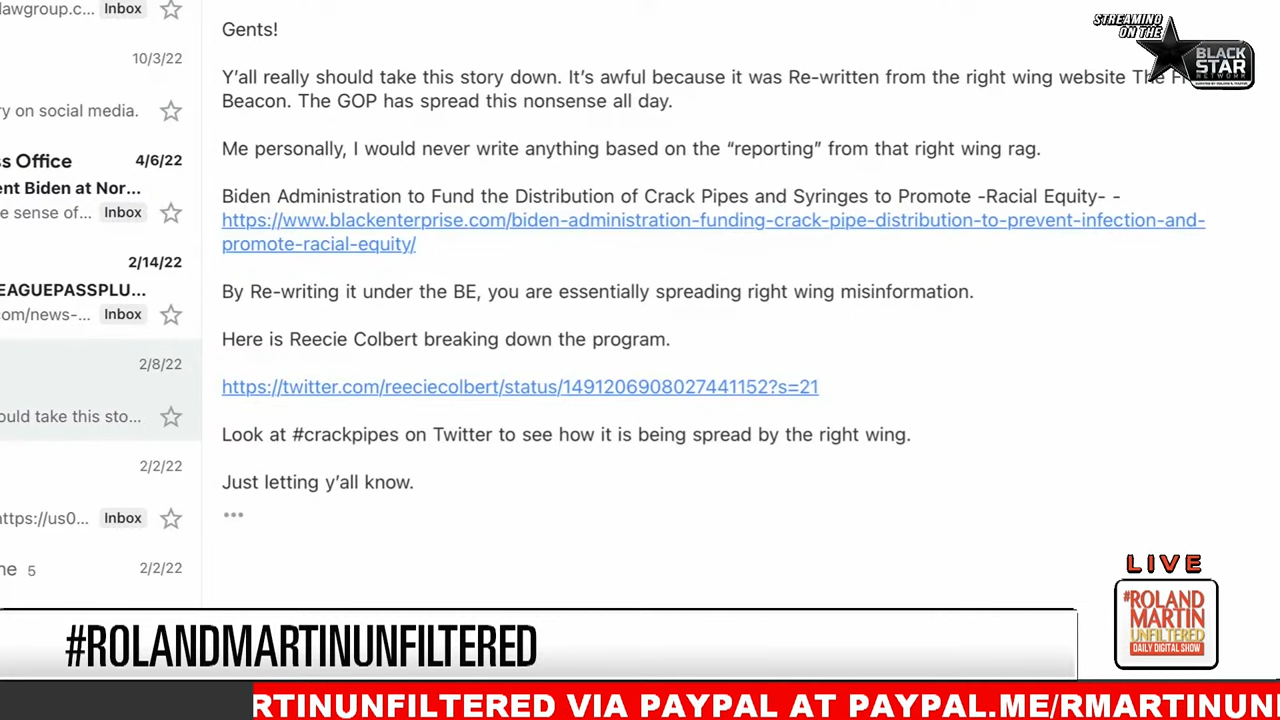 lawgroup.c... Inbox
10/3/22
ry on social media.
ss Office 4/6/22
ent Biden at Nor...
e sense of... Inbox
2/14/22
EAGUEPASSPLU...
com/news-... Inbox
2/8/22
ould take this sto...
2/2/22
https://us0... Inbox
me 5 2/2/22
Gents!
Y'all really should take this story down. It's awful because it was Re-written from the right wing website The
Beacon. The GOP has spread this nonsense all day.
Me personally, I would never write anything based on the “reporting” from that right wing rag.
Biden Administration to Fund the Distribution of Crack Pipes and Syringes to Promote -Racial Equity- -
https://www.blackenterprise.com/biden-administration-funding-crack-pipe-distribution-to-prevent-infection-and-
promote-racial-equity/
By Re-writing it under the BE, you are essentially spreading right wing misinformation.
Here is Reecie Colbert breaking down the program.
https://twitter.com/reeciecolbert/status/1491206908027441152?s=21
Look at #crackpipes on Twitter to see how it is being spread by the right wing.
Just letting y'all know.
STREAMING
ON THE
BLACK
STAR
NETWORK
LIVE
#ROLAND
MARTIN
UNFILTERED
DAILY DIGITAL SHOW
#ROLANDMARTINUNFILTERED
RTINUNFILTERED VIA PAYPAL AT PAYPAL.ME/RMARTINUN